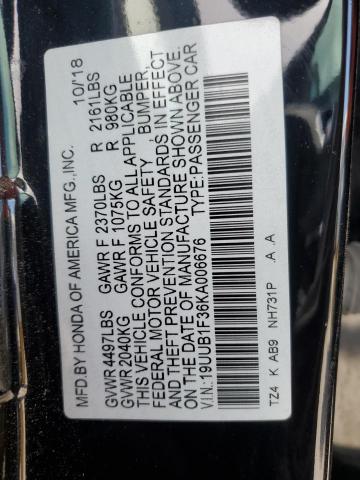 MFD.BY HONDA OF AMERICA MFG.,INC. 10/18
GVWR 4497LBS GAWR F 2370LBS R 2161LBS
GVWR 2040KG GAWR F 1075KG R 980KG
THIS VEHICLE CONFORMS TO ALL APPLICABLE
FEDERAL MOTOR VEHICLE SAFETY, BUMPER,
AND THEFT PREVENTION STANDARDS IN EFFECT
ON THE DATE OF MANUFACTURE SHOWN ABOVE.
V.I.N.:19UUB1F36KA006676 TYPE:PASSENGER CAR
TZ4 K AB9 NH731P .A .A